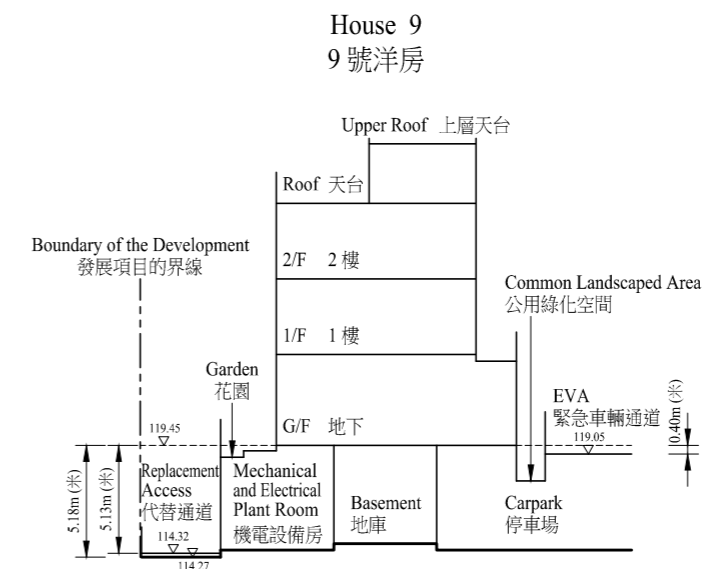 House 9
9 號洋房
Upper Roof 上層天台
Roof 天台
Boundary of the Development
發展項目的界線
2/F 2 樓
Common Landscaped Area
公用綠化空間
1/F 1 樓
Garden
花園
EVA
緊急車輛通道
G/F 地下
119.45
119.05
0.40m (米)
5.18m (米)
5.13m (米)
Replacement
Access
代替通道
Mechanical
and Electrical
Plant Room
機電設備房
Basement
地庫
Carpark
停車場
114.32
114.27